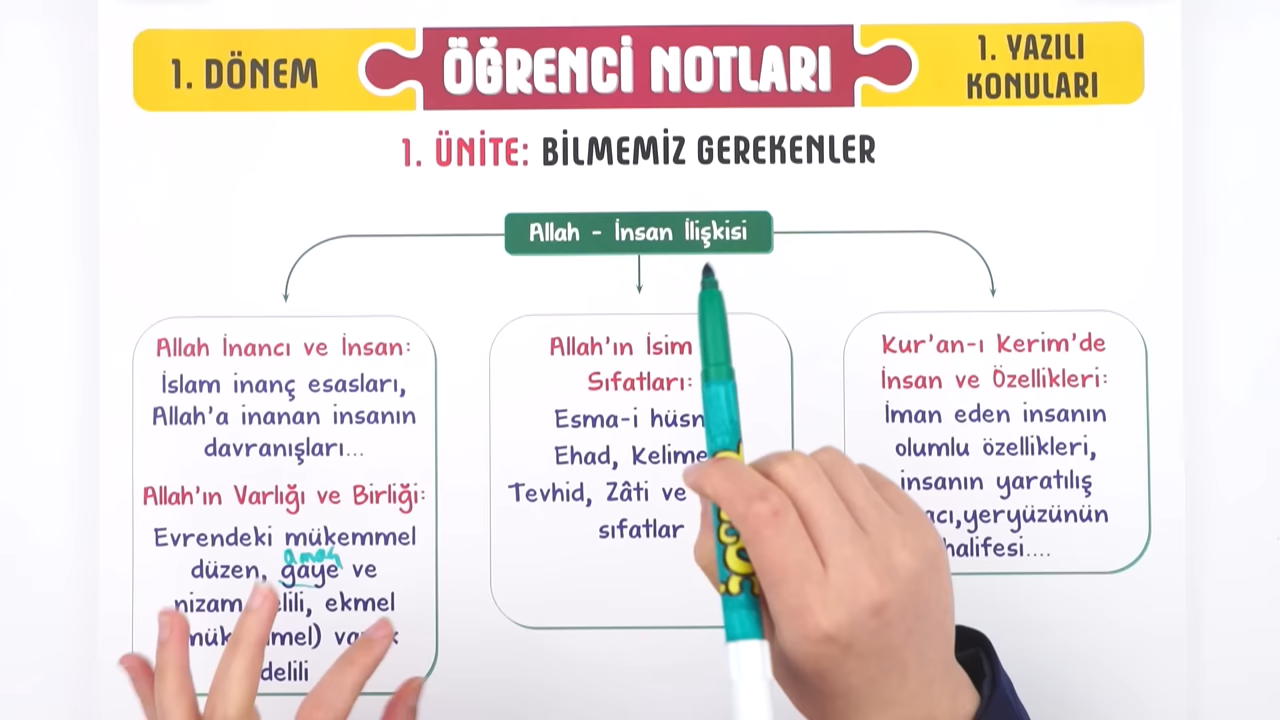 1. DÖNEM
ÖĞRENCİ NOTLARI
1. YAZILI
KONULARI
1. ÜNİTE: BİLMEMİZ GEREKENLER
Allah - İnsan İlişkisi
Allah İnancı ve İnsan:
İslam inanç esasları,
Allah'a inanan insanın
davranışları...
Allah'ın Varlığı ve Birliği:
Evrendeki mükemmel
amaç
düzen, gaye ve
nizam ekmel
delili
Allah'ın İsim
Sıfatları:
Esma-i
Ehad,
Tevhid, Zâti ve
sıfatlar
Kur'an-ı Kerim'de
İnsan ve Özellikleri:
İman eden insanın
olumlu özellikleri,
insanın yaratılış
yeryüzünün
halifesi....